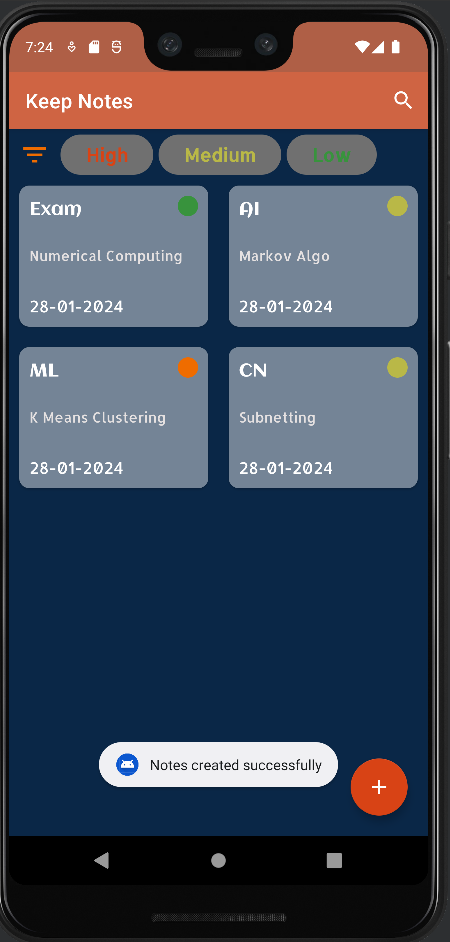 7:24
Keep Notes
High Medium Low
Exam
Numerical Computing
28-01-2024
AI
Markov Algo
28-01-2024
ML
K Means Clustering
28-01-2024
CN
Subnetting
28-01-2024
Notes created successfully